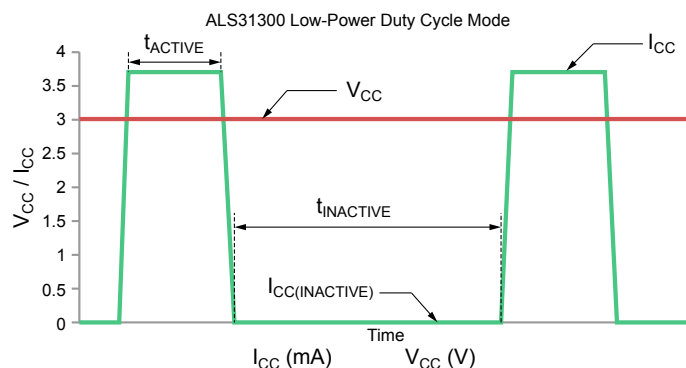 ALS31300 Low-Power Duty Cycle Mode
tACTIVE
ICC
VCC
tINACTIVE
ICC(INACTIVE)
VCC / ICC
4
3.5
3
2.5
2
1.5
1
0.5
0
Time
ICC (mA) VCC (V)